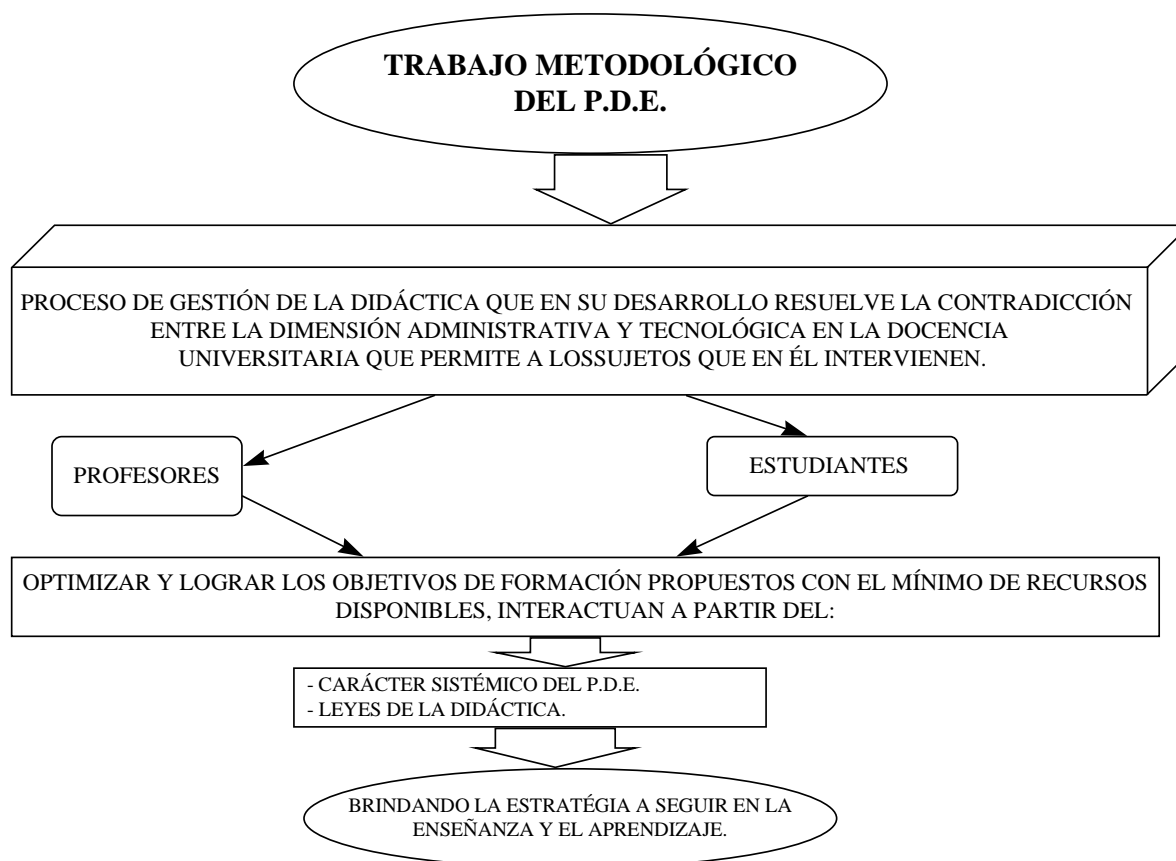 TRABAJO METODOLÓGICO
DEL P.D.E.
PROCESO DE GESTIÓN DE LA DIDÁCTICA QUE EN SU DESARROLLO RESUELVE LA CONTRADICCIÓN
ENTRE LA DIMENSIÓN ADMINISTRATIVA Y TECNOLÓGICA EN LA DOCENCIA
UNIVERSITARIA QUE PERMITE A LOSSUJETOS QUE EN ÉL INTERVIENEN.
PROFESORES
ESTUDIANTES
OPTIMIZAR Y LOGRAR LOS OBJETIVOS DE FORMACIÓN PROPUESTOS CON EL MÍNIMO DE RECURSOS
DISPONIBLES, INTERACTUAN A PARTIR DEL:
- CARÁCTER SISTÉMICO DEL P.D.E.
- LEYES DE LA DIDÁCTICA.
BRINDANDO LA ESTRATÉGIA A SEGUIR EN LA
ENSEÑANZA Y EL APRENDIZAJE.